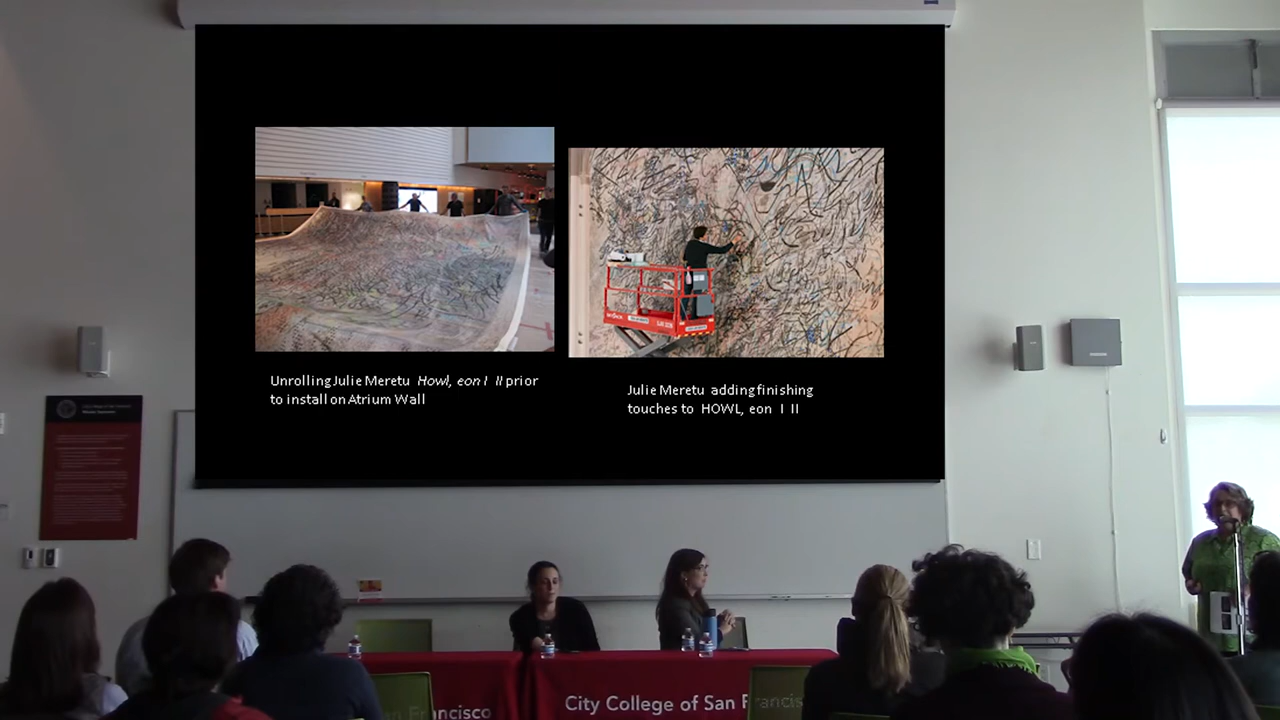 Unrolling Julie Meretu Howl, eon I II prior
to install on Atrium Wall
Julie Meretu adding finishing
touches to HOWL, eon I II
San Francisco
City College of San Francisco